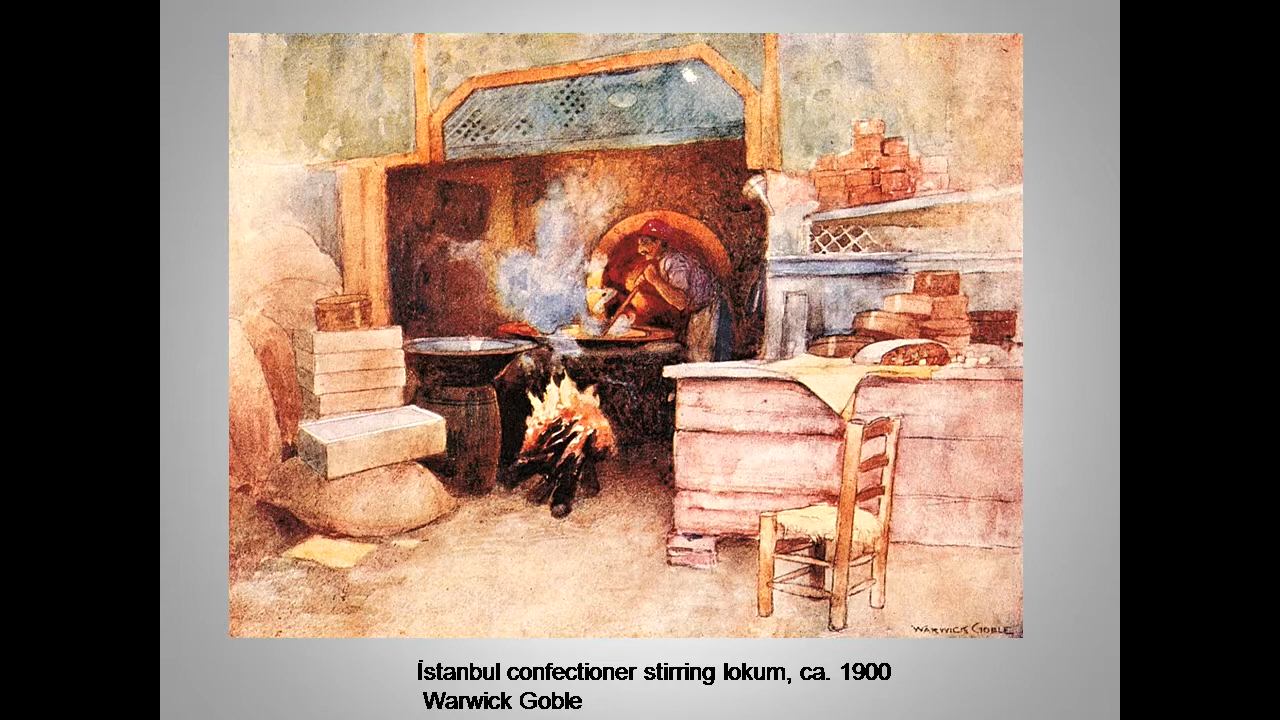 WARWICK GOBLE
İstanbul confectioner stirring lokum, ca. 1900
Warwick Goble